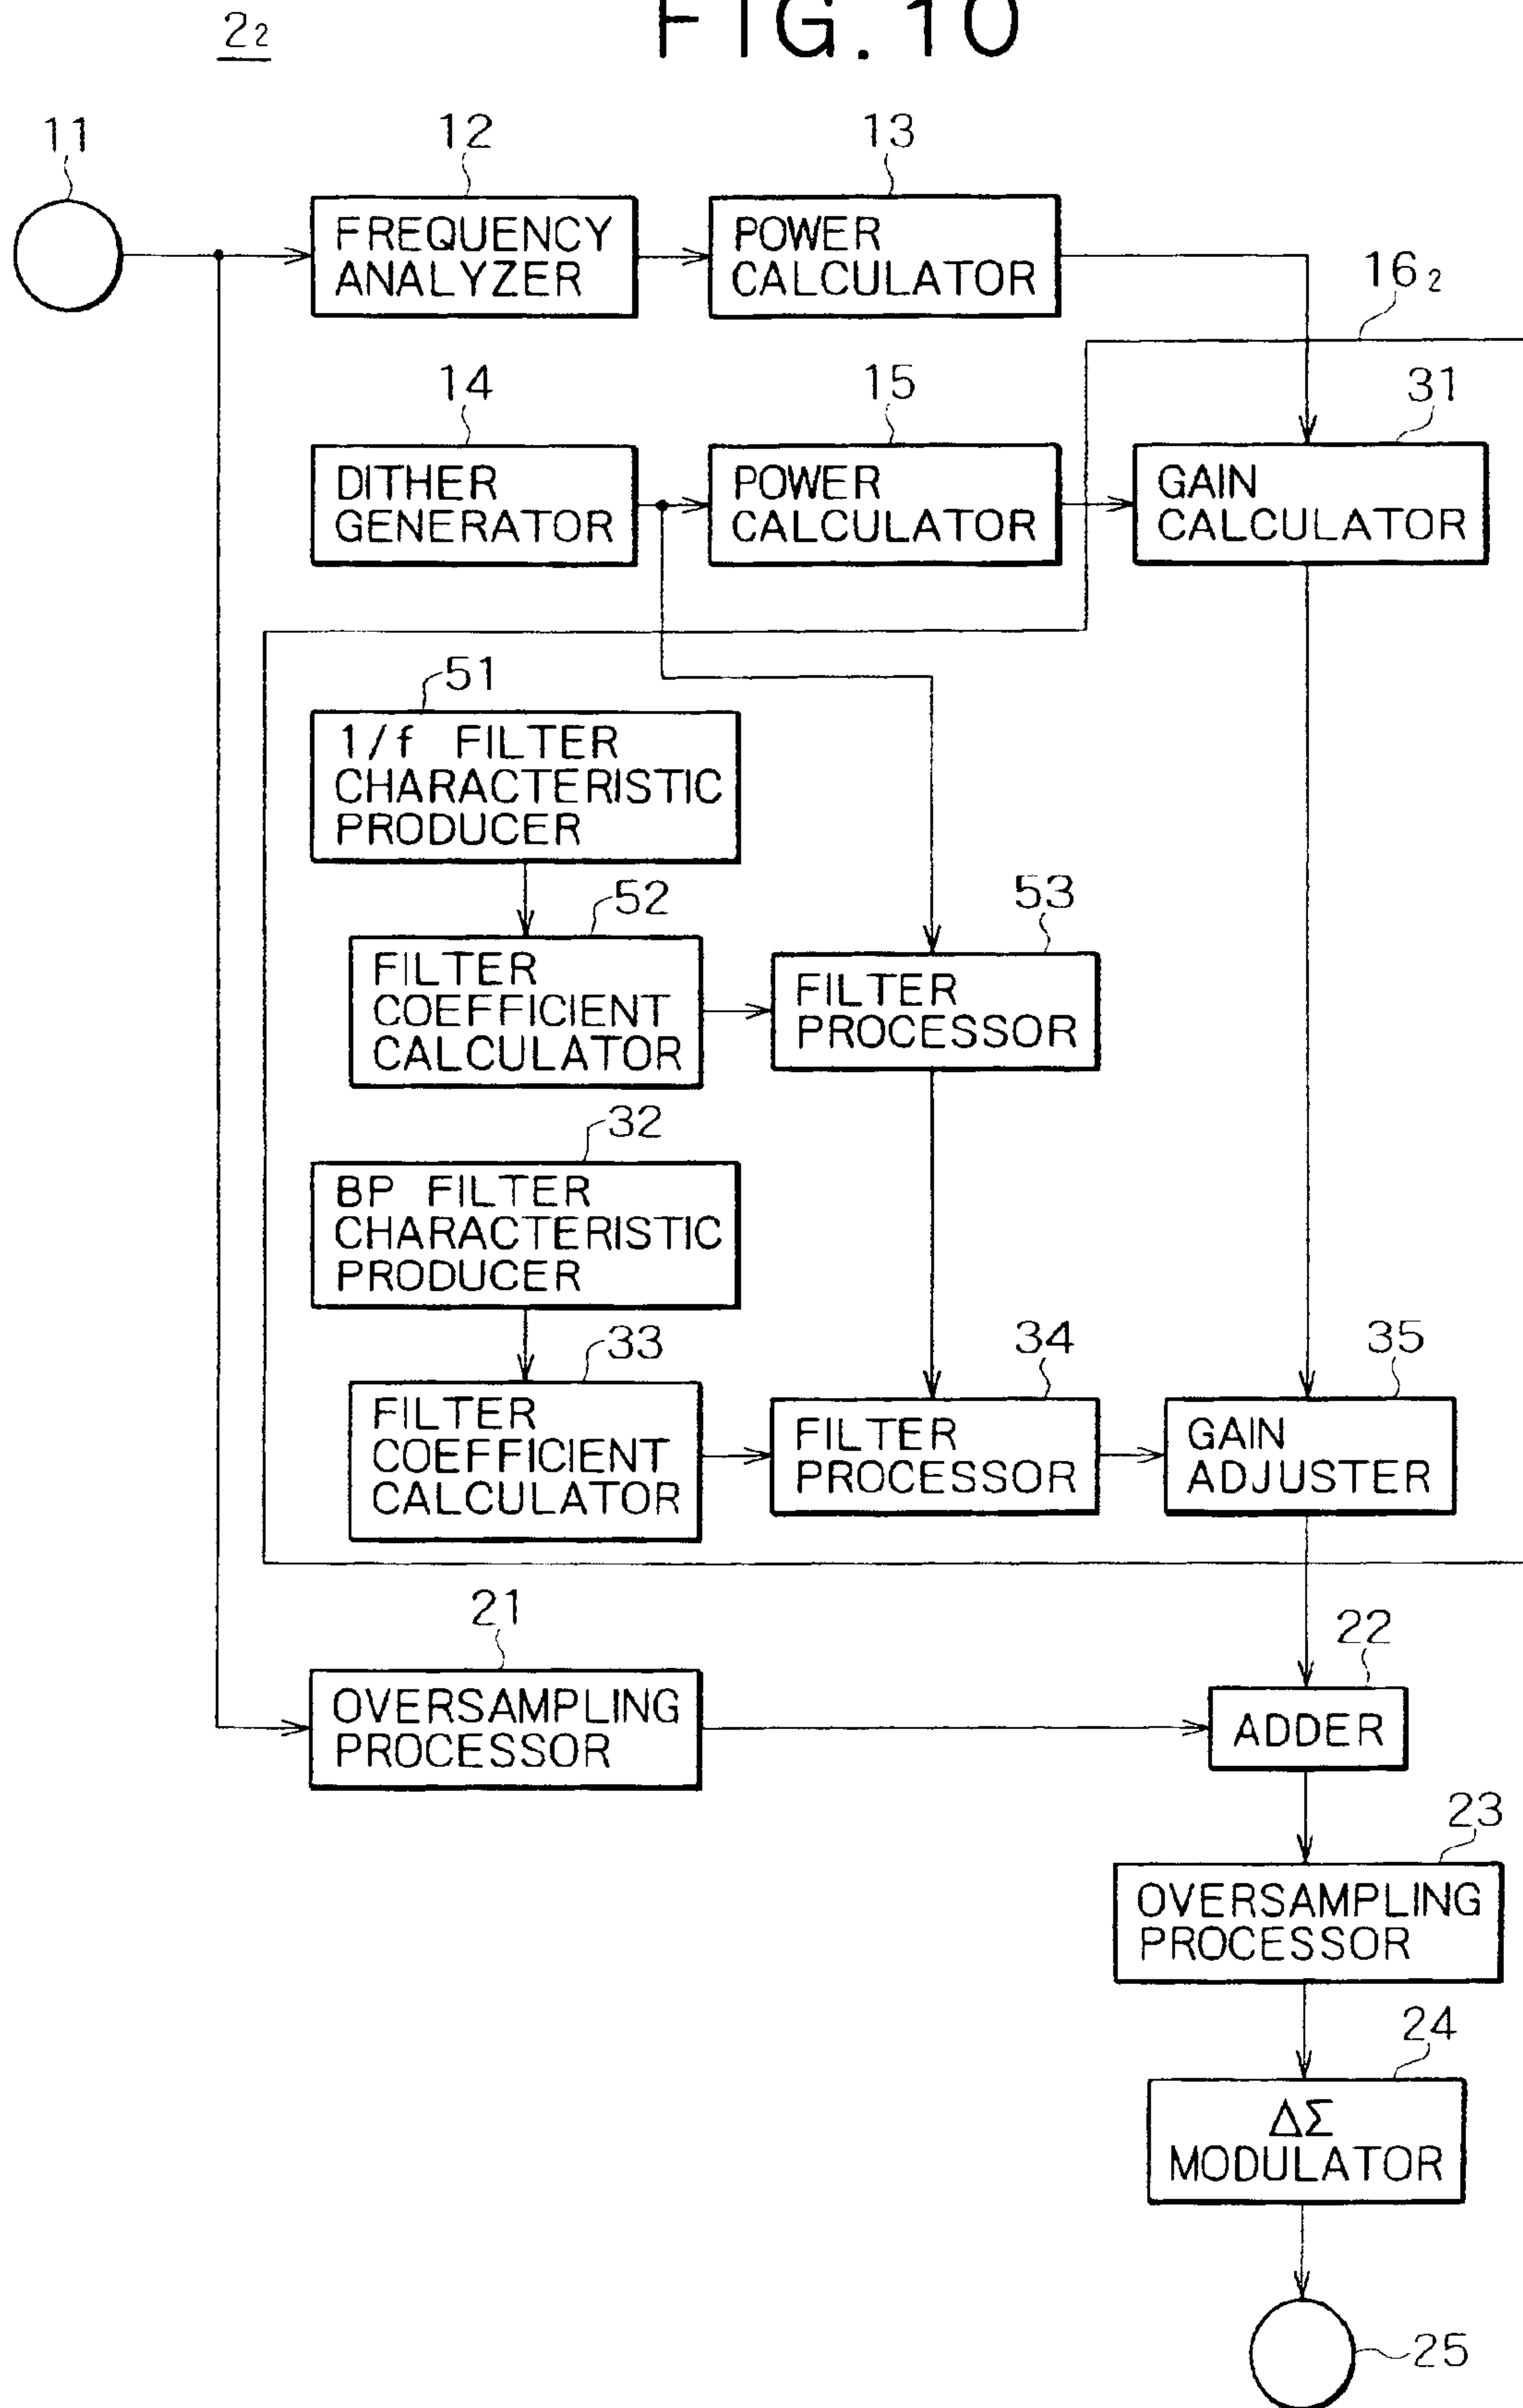 2₂
FIG. 10
11
12
13
FREQUENCY
ANALYZER
POWER
CALCULATOR
16₂
14
15
31
DITHER
GENERATOR
POWER
CALCULATOR
GAIN
CALCULATOR
51
1/f FILTER
CHARACTERISTIC
PRODUCER
52
53
FILTER
COEFFICIENT
CALCULATOR
FILTER
PROCESSOR
32
BP FILTER
CHARACTERISTIC
PRODUCER
33
34
35
FILTER
COEFFICIENT
CALCULATOR
FILTER
PROCESSOR
GAIN
ADJUSTER
21
22
OVERSAMPLING
PROCESSOR
ADDER
23
OVERSAMPLING
PROCESSOR
24
ΔΣ
MODULATOR
25